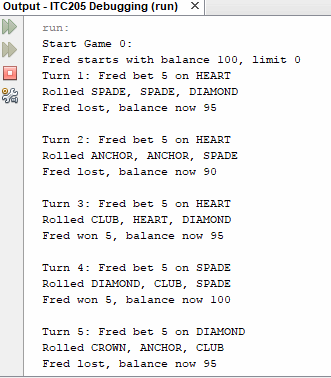 Output - ITC205 Debugging (run) X
run:
Start Game 0:
Fred starts with balance 100, limit 0
Turn 1: Fred bet 5 on HEART
Rolled SPADE, SPADE, DIAMOND
Fred lost, balance now 95
Turn 2: Fred bet 5 on HEART
Rolled ANCHOR, ANCHOR, SPADE
Fred lost, balance now 90
Turn 3: Fred bet 5 on HEART
Rolled CLUB, HEART, DIAMOND
Fred won 5, balance now 95
Turn 4: Fred bet 5 on SPADE
Rolled DIAMOND, CLUB, SPADE
Fred won 5, balance now 100
Turn 5: Fred bet 5 on DIAMOND
Rolled CROWN, ANCHOR, CLUB
Fred lost, balance now 95